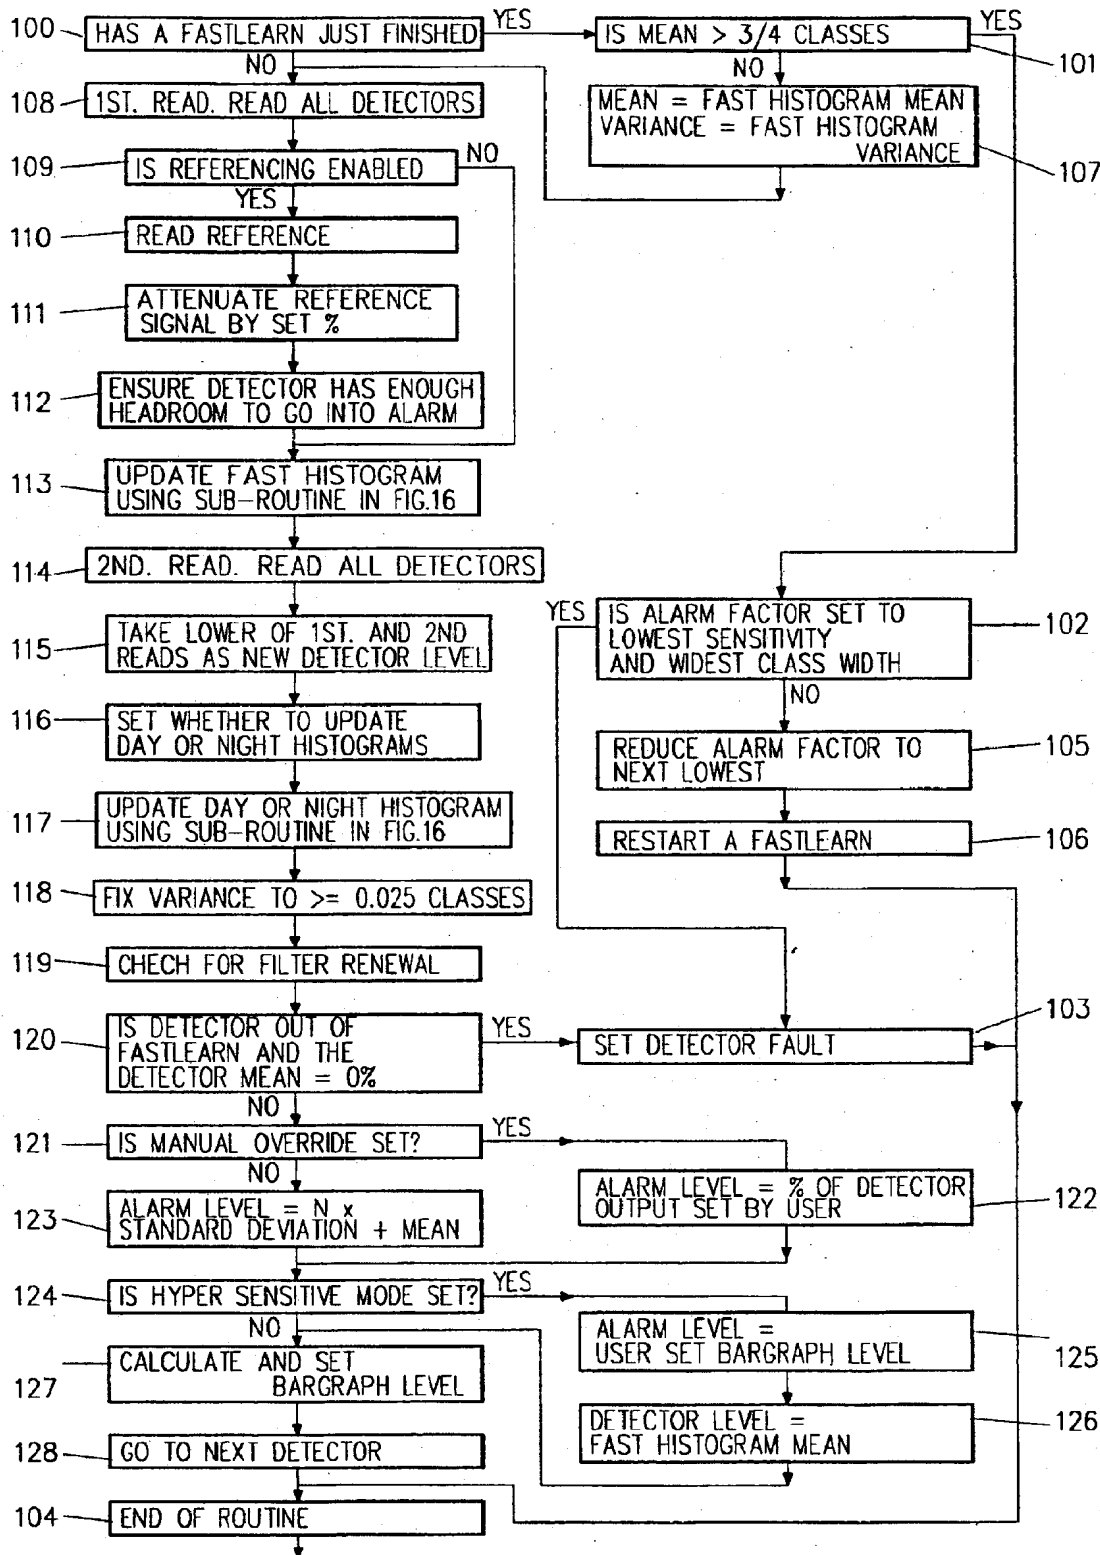 100
HAS A FASTLEARN JUST FINISHED
YES
IS MEAN > 3/4 CLASSES
YES
101
NO
NO
108
1ST. READ. READ ALL DETECTORS
MEAN = FAST HISTOGRAM MEAN
VARIANCE = FAST HISTOGRAM
VARIANCE
107
109
IS REFERENCING ENABLED
NO
YES
110
READ REFERENCE
111
ATTENUATE REFERENCE
SIGNAL BY SET %
112
ENSURE DETECTOR HAS ENOUGH
HEADROOM TO GO INTO ALARM
113
UPDATE FAST HISTOGRAM
USING SUB-ROUTINE IN FIG.16
114
2ND. READ. READ ALL DETECTORS
115
TAKE LOWER OF 1ST. AND 2ND
READS AS NEW DETECTOR LEVEL
YES
IS ALARM FACTOR SET TO
LOWEST SENSITIVITY
AND WIDEST CLASS WIDTH
102
NO
116
SET WHETHER TO UPDATE
DAY OR NIGHT HISTOGRAMS
REDUCE ALARM FACTOR TO
NEXT LOWEST
105
117
UPDATE DAY OR NIGHT HISTOGRAM
USING SUB-ROUTINE IN FIG.16
RESTART A FASTLEARN
106
118
FIX VARIANCE TO >= 0.025 CLASSES
119
CHECH FOR FILTER RENEWAL
120
IS DETECTOR OUT OF
FASTLEARN AND THE
DETECTOR MEAN = 0%
YES
SET DETECTOR FAULT
103
NO
121
IS MANUAL OVERRIDE SET?
YES
NO
ALARM LEVEL = % OF DETECTOR
OUTPUT SET BY USER
122
123
ALARM LEVEL = N x
STANDARD DEVIATION + MEAN
124
IS HYPER SENSITIVE MODE SET?
YES
NO
ALARM LEVEL =
USER SET BARGRAPH LEVEL
125
127
CALCULATE AND SET
BARGRAPH LEVEL
DETECTOR LEVEL =
FAST HISTOGRAM MEAN
126
128
GO TO NEXT DETECTOR
104
END OF ROUTINE